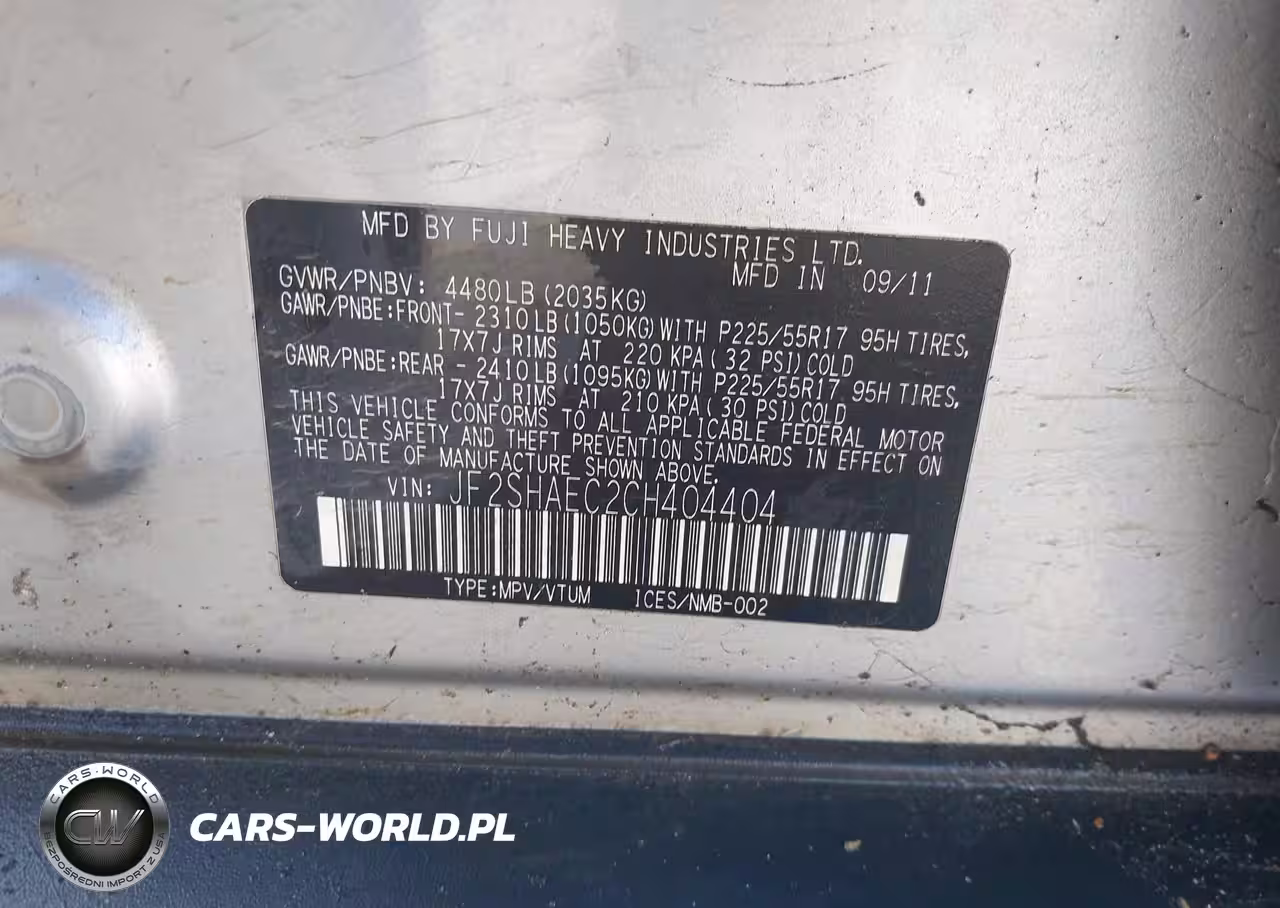 MFD BY FUJI HEAVY INDUSTRIES LTD.
MFD IN 09/11
GVWR/PNBV: 4480LB (2035KG)
GAWR/PNBE:FRONT- 2310LB (1050KG) WITH P225/55R17 95H TIRES,
17X7J RIMS AT 220 KPA ( 32 PSI) COLD
GAWR/PNBE:REAR - 2410LB (1095KG) WITH P225/55R17 95H TIRES,
17X7J RIMS AT 210 KPA ( 30 PSI) COLD
THIS VEHICLE CONFORMS TO ALL APPLICABLE FEDERAL MOTOR
VEHICLE SAFETY AND THEFT PREVENTION STANDARDS IN EFFECT ON
THE DATE OF MANUFACTURE SHOWN ABOVE.
VIN: JF2SHAEC2CH404404
TYPE:MPV/VTUM ICES/NMB-002
CARS-WORLD
CW
BEZPOŚREDNI IMPORT Z USA
CARS-WORLD.PL